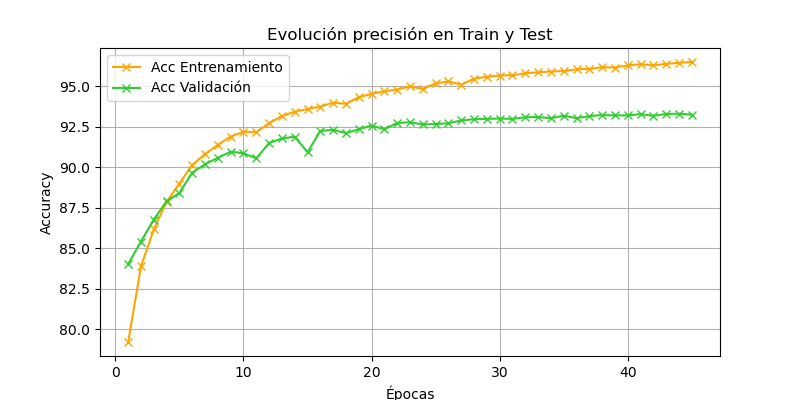 Evolución precisión en Train y Test
Acc Entrenamiento
Acc Validación
Accuracy
95.0
92.5
90.0
87.5
85.0
82.5
80.0
0
10
20
30
40
Épocas